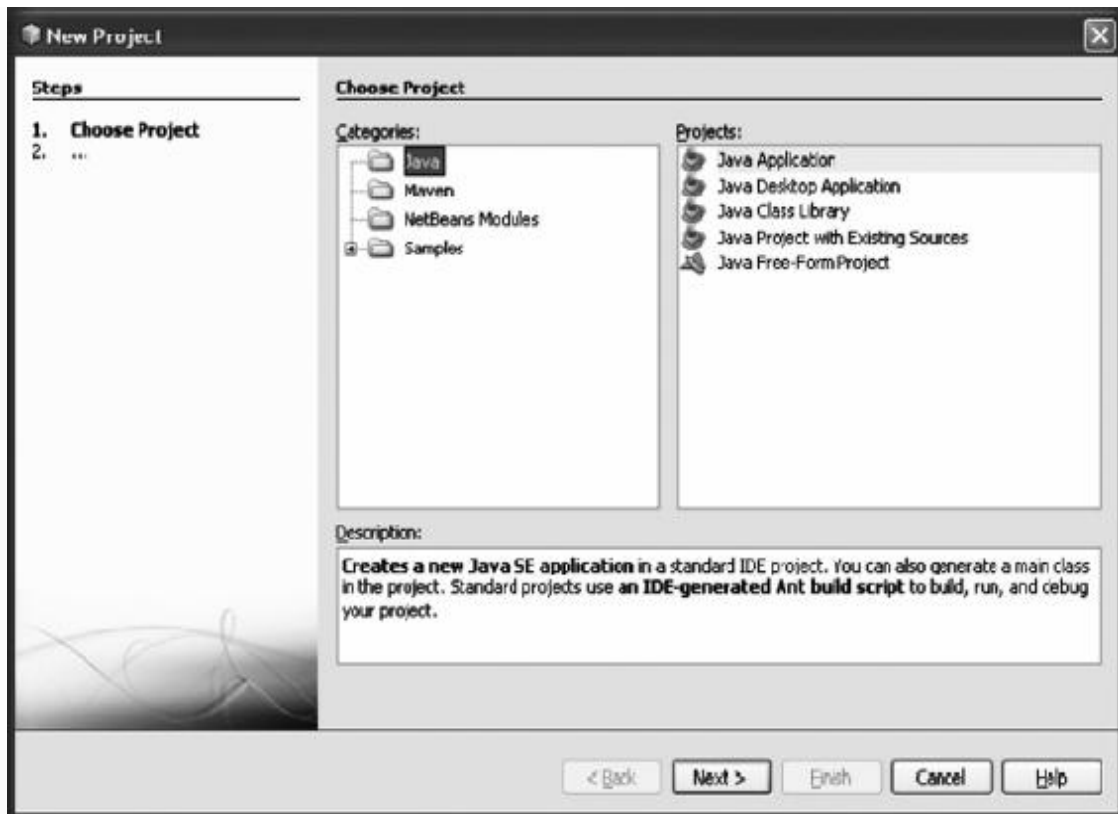 New Project
Steps
1. Choose Project
2. ...
Choose Project
Categories:
Java
Maven
NetBeans Modules
Samples
Projects:
Java Application
Java Desktop Application
Java Class Library
Java Project with Existing Sources
Java Free-Form Project
Description:
Creates a new Java SE application in a standard IDE project. You can also generate a main class
in the project. Standard projects use an IDE-generated Ant build script to build, run, and debug
your project.
< Back
Next >
Finish
Cancel
Help